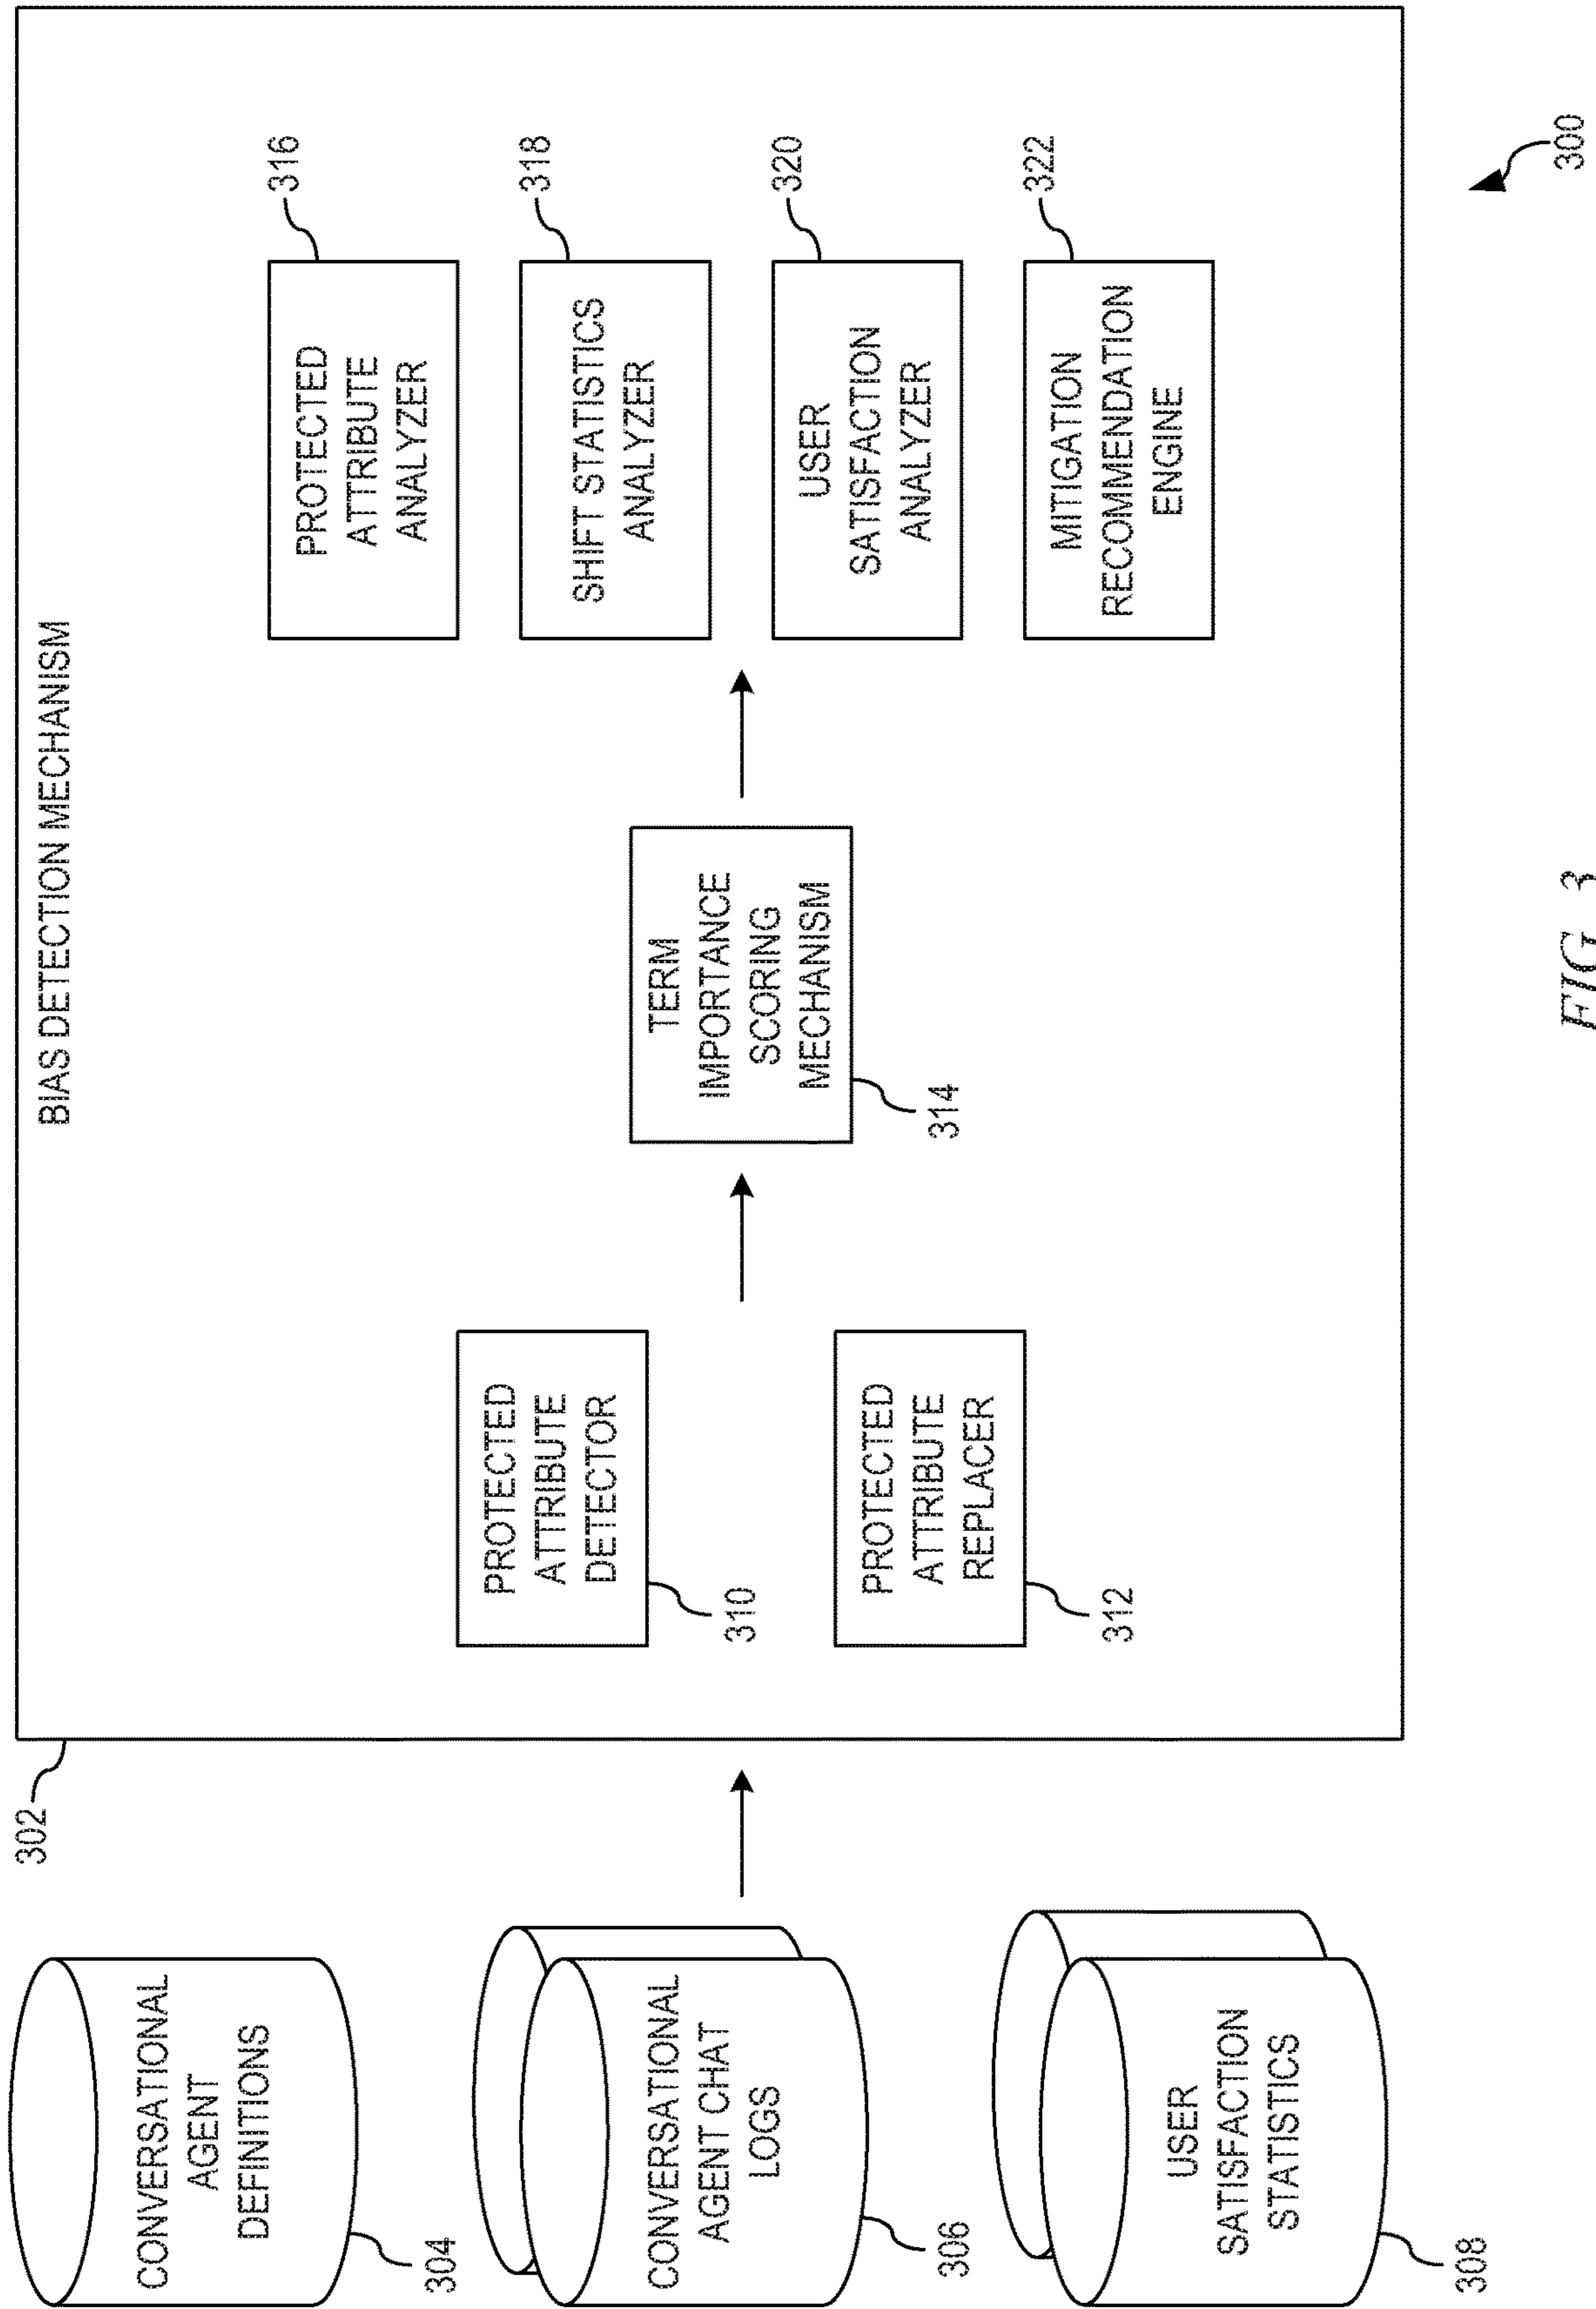 BIAS DETECTION MECHANISM
302
CONVERSATIONAL
AGENT
DEFINITIONS
304
CONVERSATIONAL
AGENT CHAT
LOGS
306
USER
SATISFACTION
STATISTICS
308
PROTECTED
ATTRIBUTE
DETECTOR
310
PROTECTED
ATTRIBUTE
REPLACER
312
TERM
IMPORTANCE
SCORING
MECHANISM
314
PROTECTED
ATTRIBUTE
ANALYZER
316
SHIFT STATISTICS
ANALYZER
318
USER
SATISFACTION
ANALYZER
320
MITIGATION
RECOMMENDATION
ENGINE
322
300
FIG. 3